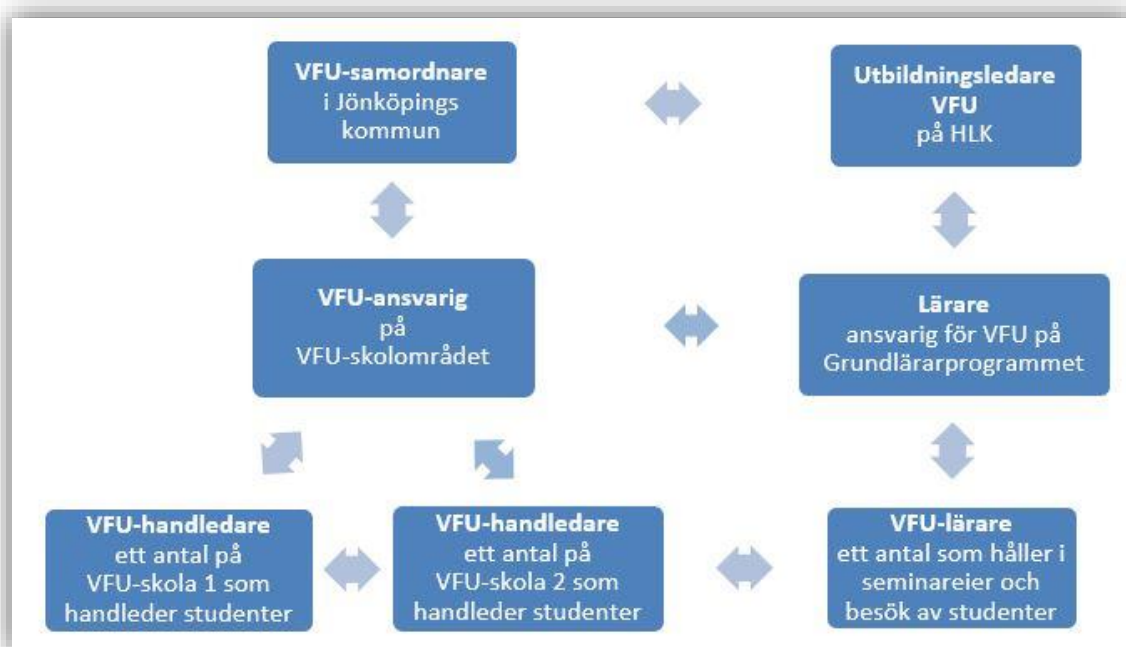 VFU-samordnare
i Jönköpings
kommun
Utbildningsledare
VFU
på HLK
VFU-ansvarig
på
VFU-skolområdet
Lärare
ansvarig för VFU på
Grundlärarprogrammet
VFU-handledare
ett antal på
VFU-skola 1 som
handleder studenter
VFU-handledare
ett antal på
VFU-skola 2 som
handleder studenter
VFU-lärare
ett antal som håller i
seminareier och
besök av studenter